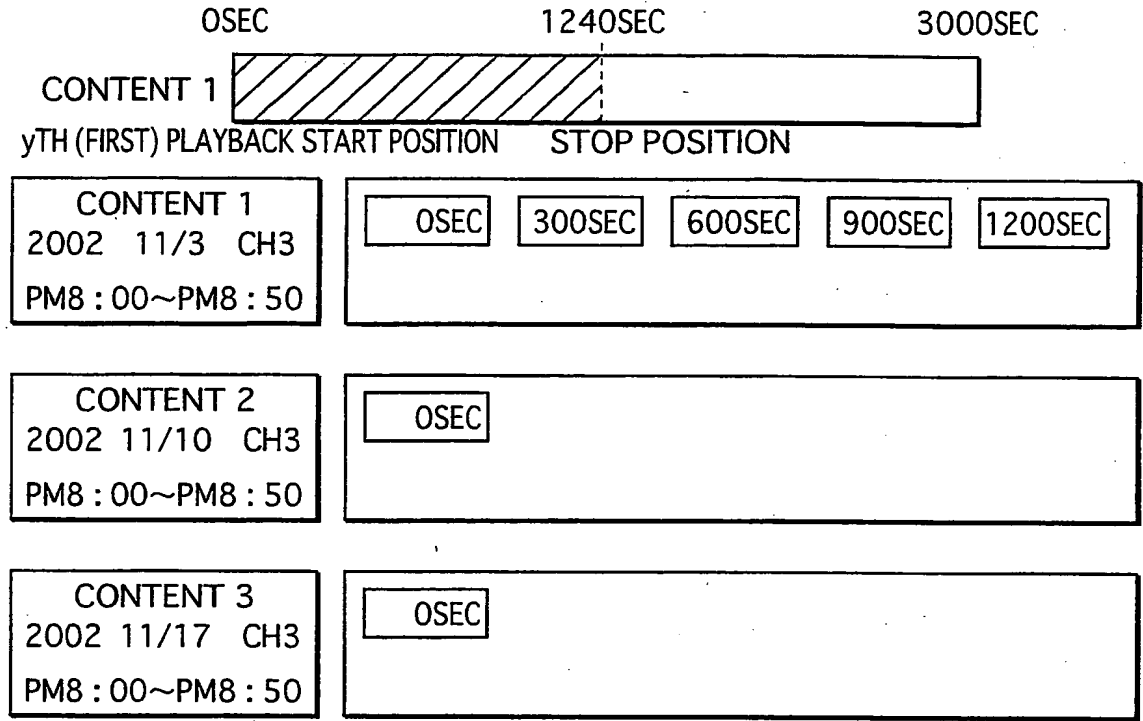 0SEC 1240SEC 3000SEC
CONTENT 1
yTH (FIRST) PLAYBACK START POSITION STOP POSITION
CONTENT 1
2002 11/3 CH3
PM8 : 00~PM8 : 50
0SEC 300SEC 600SEC 900SEC 1200SEC
CONTENT 2
2002 11/10 CH3
PM8 : 00~PM8 : 50
0SEC
CONTENT 3
2002 11/17 CH3
PM8 : 00~PM8 : 50
0SEC